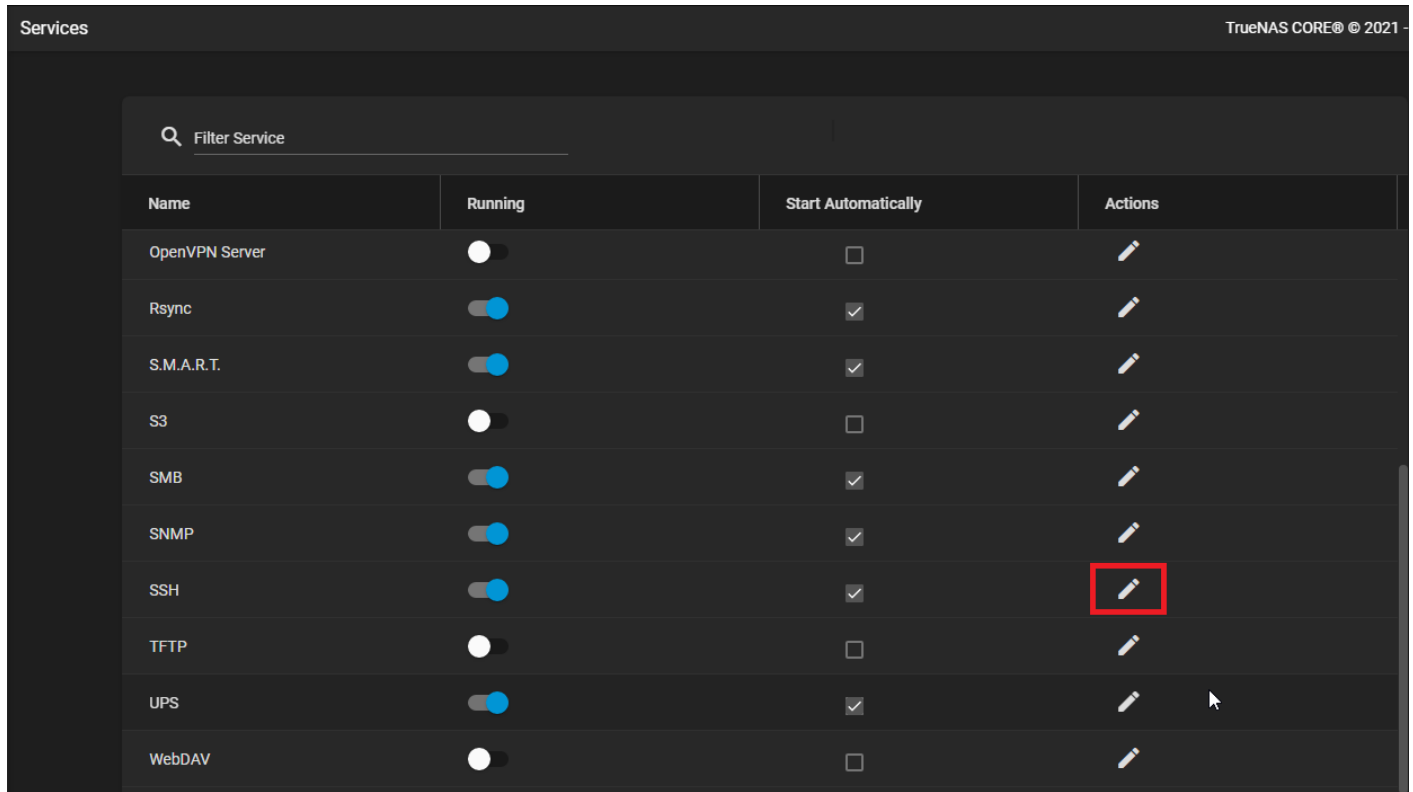 Services TrueNAS CORE® © 2021 -
Filter Service
Name Running Start Automatically Actions
OpenVPN Server
Rsync
S.M.A.R.T.
S3
SMB
SNMP
SSH
TFTP
UPS
WebDAV